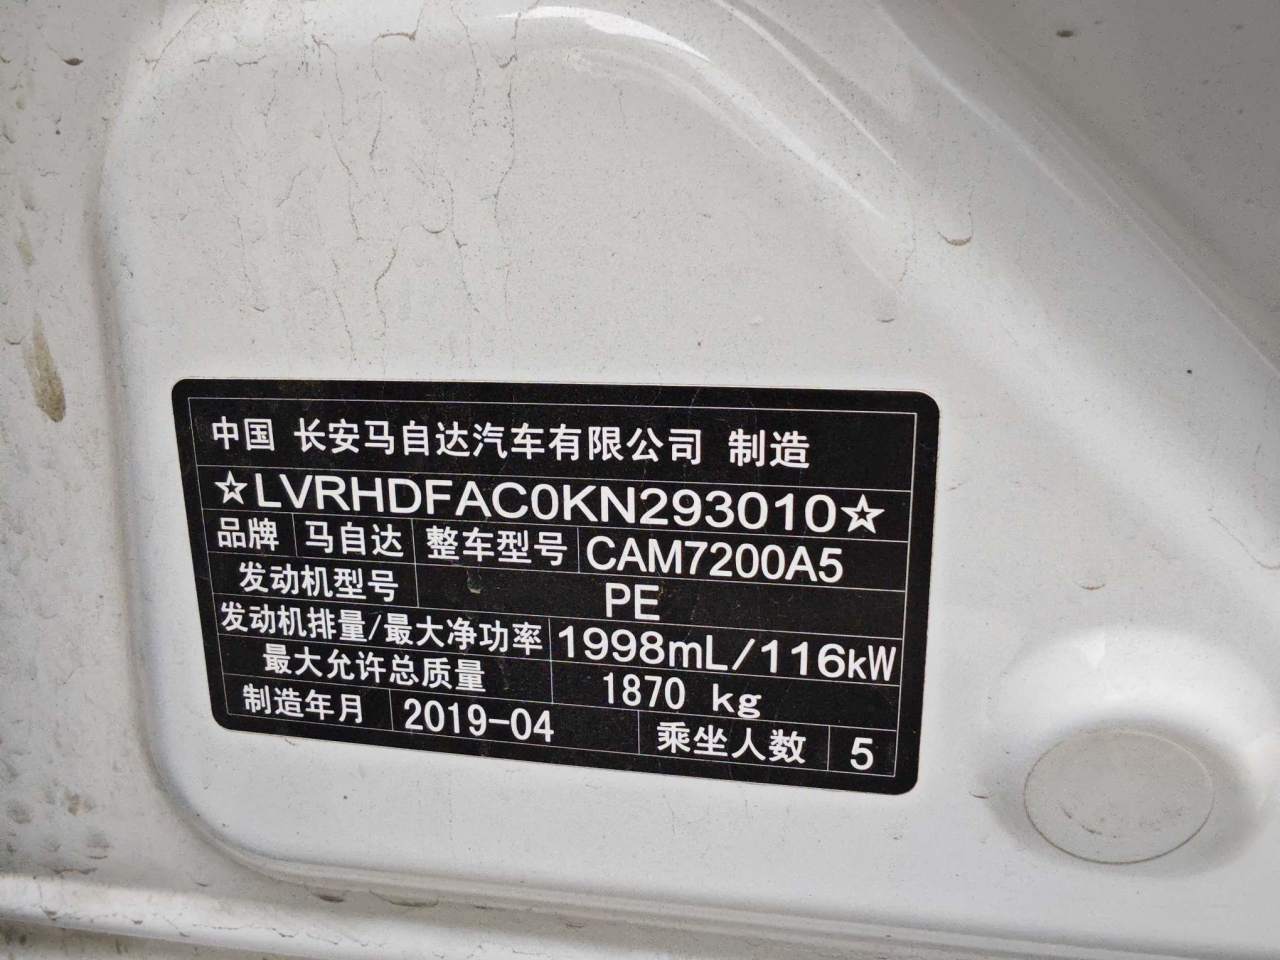 中国 长安马自达汽车有限公司 制造
☆LVRHDFAC0KN293010☆
品牌 马自达 整车型号 CAM7200A5
发动机型号 PE
发动机排量/最大净功率 1998mL/116kW
最大允许总质量 1870 kg
制造年月 2019-04 乘坐人数 5